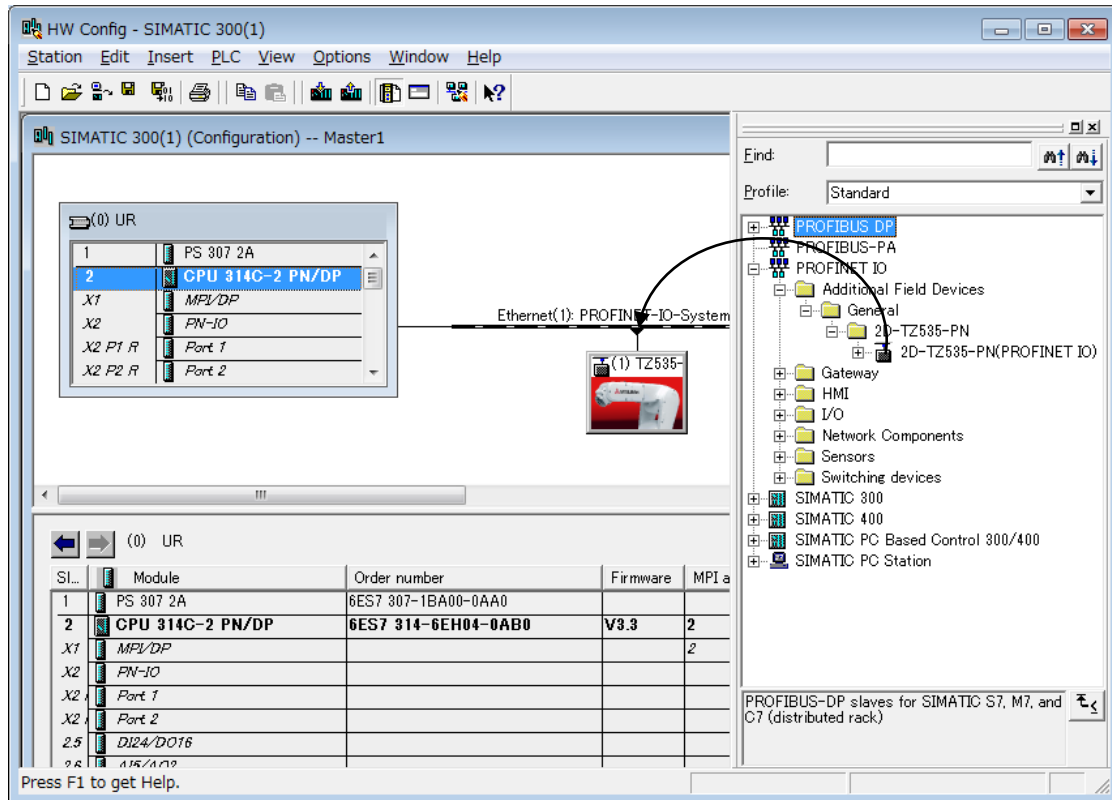 HW Config - SIMATIC 300(1)
Station Edit Insert PLC View Options Window Help
SIMATIC 300(1) (Configuration) -- Master1
(0) UR
1 PS 307 2A
2 CPU 314C-2 PN/DP
X1 MPI/DP
X2 PN-IO
X2 P1 R Port 1
X2 P2 R Port 2
Ethernet(1): PROFINET-IO-System
(1) TZ535-
Find:
Profile: Standard
PROFIBUS DP
PROFIBUS-PA
PROFINET IO
Additional Field Devices
General
2D-TZ535-PN
2D-TZ535-PN(PROFINET IO)
Gateway
HMI
I/O
Network Components
Sensors
Switching devices
SIMATIC 300
SIMATIC 400
SIMATIC PC Based Control 300/400
SIMATIC PC Station
PROFIBUS-DP slaves for SIMATIC S7, M7, and
C7 (distributed rack)
(0) UR
Sl... Module Order number Firmware MPI a
1 PS 307 2A 6ES7 307-1BA00-0AA0
2 CPU 314C-2 PN/DP 6ES7 314-6EH04-0AB0 V3.3 2
X1 MPI/DP 2
X2 PN-IO
X2 Port 1
X2 Port 2
2.5 DI24/DO16
2.6 AI5/AO2
Press F1 to get Help.